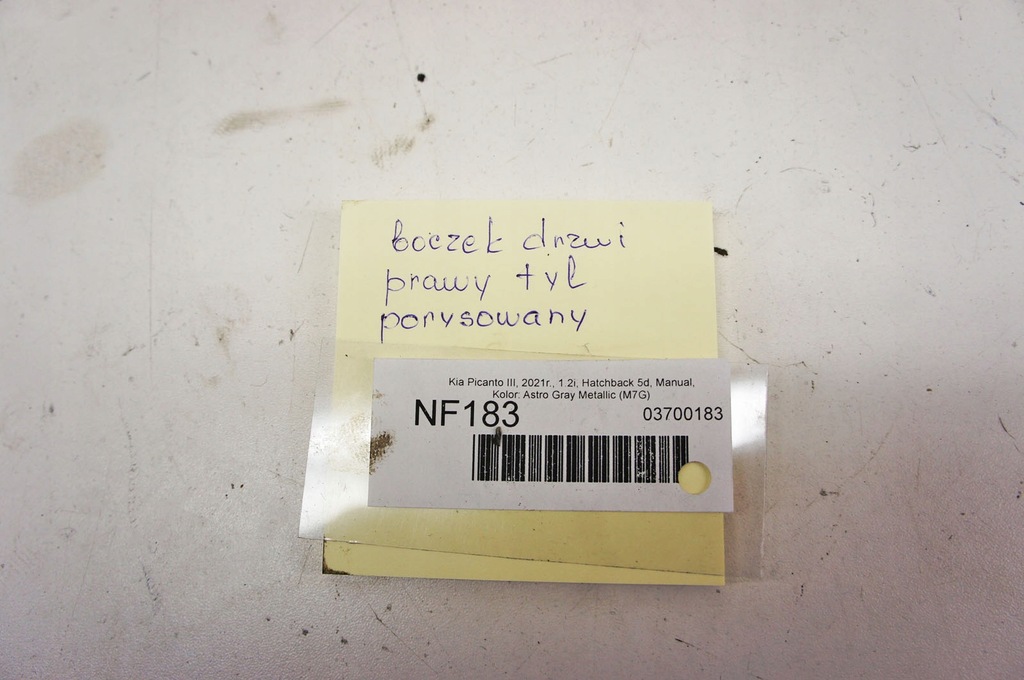 boczek drzwi
prawy tył
porysowany
Kia Picanto III, 2021r., 1.2i, Hatchback 5d, Manual,
Kolor: Astro Gray Metallic (M7G)
NF183 03700183